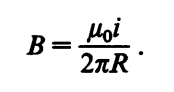 B = μ₀i / 2πR .